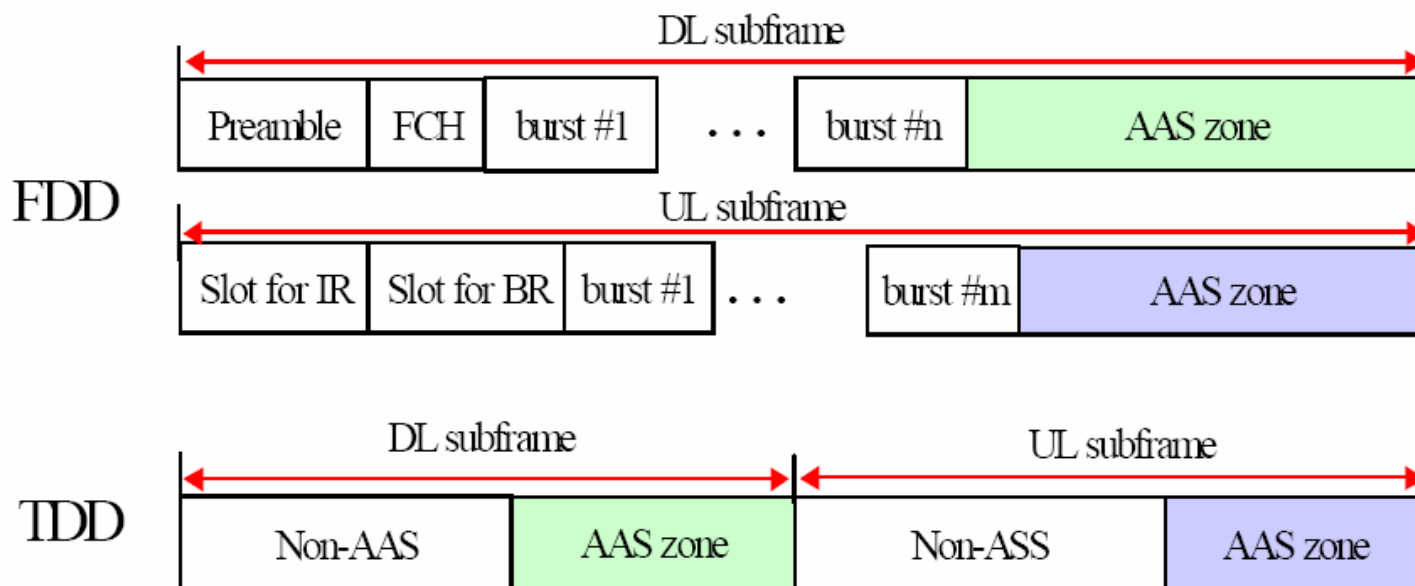 DL subframe
Preamble FCH burst #1 . . . burst #n AAS zone
FDD
UL subframe
Slot for IR Slot for BR burst #1 . . . burst #m AAS zone
DL subframe UL subframe
TDD
Non-AAS AAS zone Non-ASS AAS zone